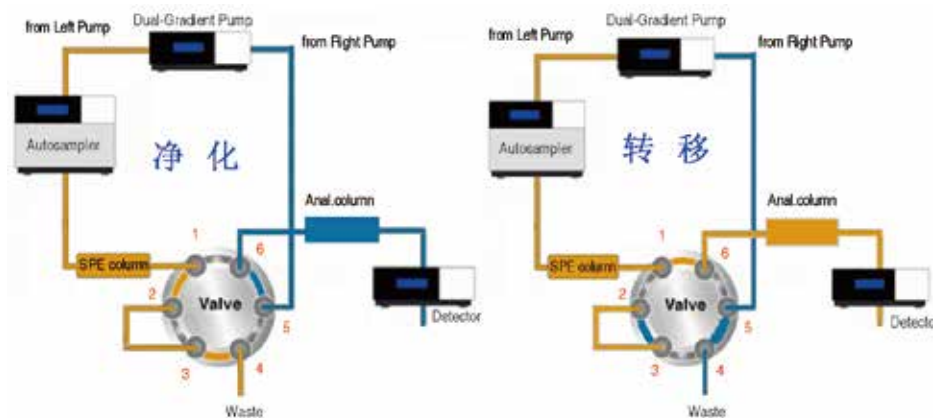 from Left Pump
Dual-Gradient Pump
from Right Pump
Autosampler
净 化
Anal.column
1
6
SPE column
2
Valve
5
3
4
Detector
Waste
from Left Pump
Dual-Gradient Pump
from Right Pump
Autosampler
转 移
Anal.column
1
6
SPE column
2
Valve
5
3
4
Detecto
Waste